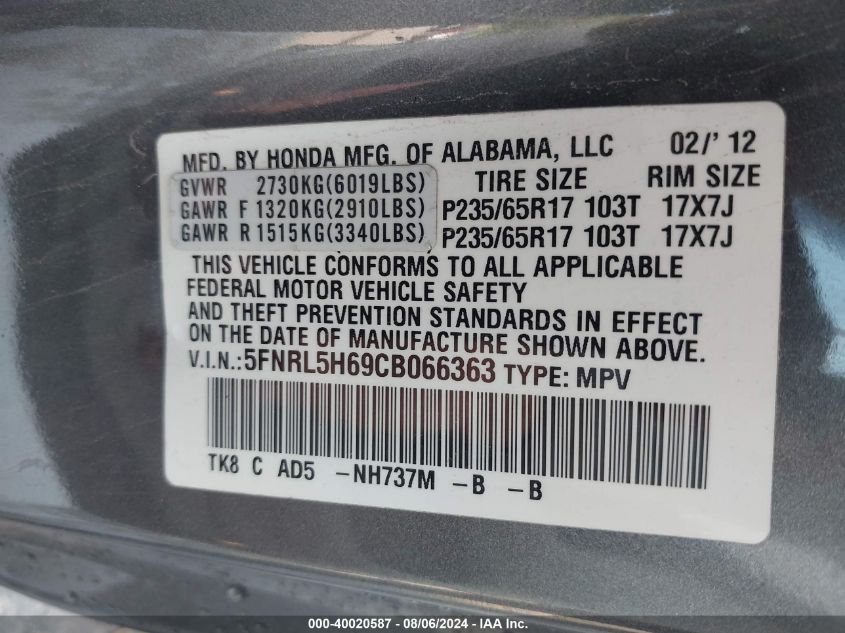 MFD. BY HONDA MFG. OF ALABAMA, LLC 02/' 12
GVWR 2730KG(6019LBS) TIRE SIZE RIM SIZE
GAWR F 1320KG(2910LBS) P235/65R17 103T 17X7J
GAWR R 1515KG(3340LBS) P235/65R17 103T 17X7J
THIS VEHICLE CONFORMS TO ALL APPLICABLE
FEDERAL MOTOR VEHICLE SAFETY
AND THEFT PREVENTION STANDARDS IN EFFECT
ON THE DATE OF MANUFACTURE SHOWN ABOVE.
V.I.N.:5FNRL5H69CB066363 TYPE: MPV
TK8 C AD5 -NH737M -B -B
000-40020587 - 08/06/2024 - IAA Inc.